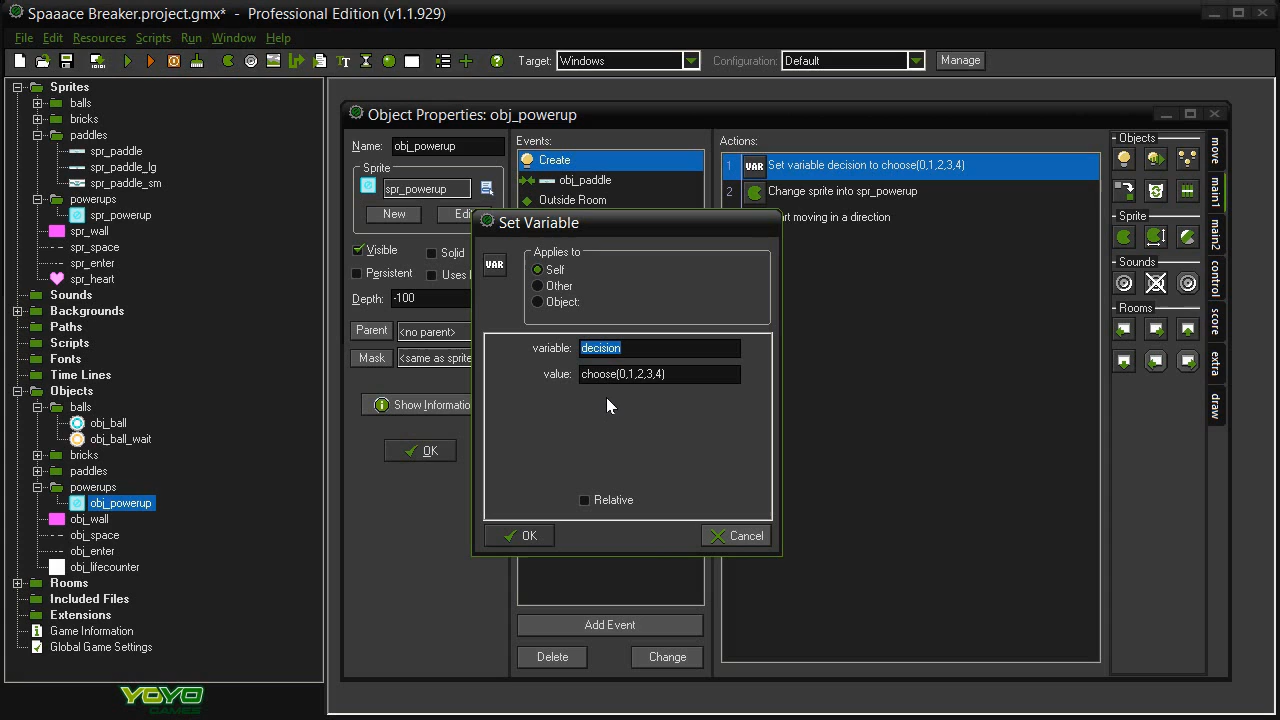 Spaaace Breaker.project.gmx* - Professional Edition (v1.1.929)
File Edit Resources Scripts Run Window Help
Target: Windows Configuration: Default Manage
Sprites
balls
bricks
paddles
spr_paddle
spr_paddle_lg
spr_paddle_sm
powerups
spr_powerup
spr_wall
spr_space
spr_enter
spr_heart
Sounds
Backgrounds
Paths
Scripts
Fonts
Time Lines
Objects
balls
obj_ball
obj_ball_wait
bricks
paddles
powerups
obj_powerup
obj_wall
obj_space
obj_enter
obj_lifecounter
Rooms
Included Files
Extensions
Game Information
Global Game Settings
YOYO
GAMES
Object Properties: obj_powerup
Name: obj_powerup
Sprite
spr_powerup
New Edi
Visible Solid
Persistent Uses
Depth: -100
Parent <no parent>
Mask <same as sprite
Show Informatio
OK
Events:
Create
obj_paddle
Outside Room
Add Event
Delete Change
Actions:
1 VAR Set variable decision to choose(0,1,2,3,4)
2 Change sprite into spr_powerup
rt moving in a direction
Objects
Sprite
Sounds
Rooms
move
main1
main2
control
score
extra
draw
Set Variable
VAR
Applies to
Self
Other
Object:
variable: decision
value: choose(0,1,2,3,4)
Relative
OK Cancel